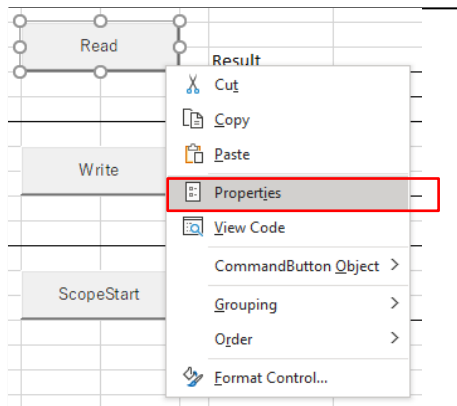 Read
Result
Cut
Copy
Paste
Write
Properties
View Code
CommandButton Object
ScopeStart
Grouping
Order
Format Control...